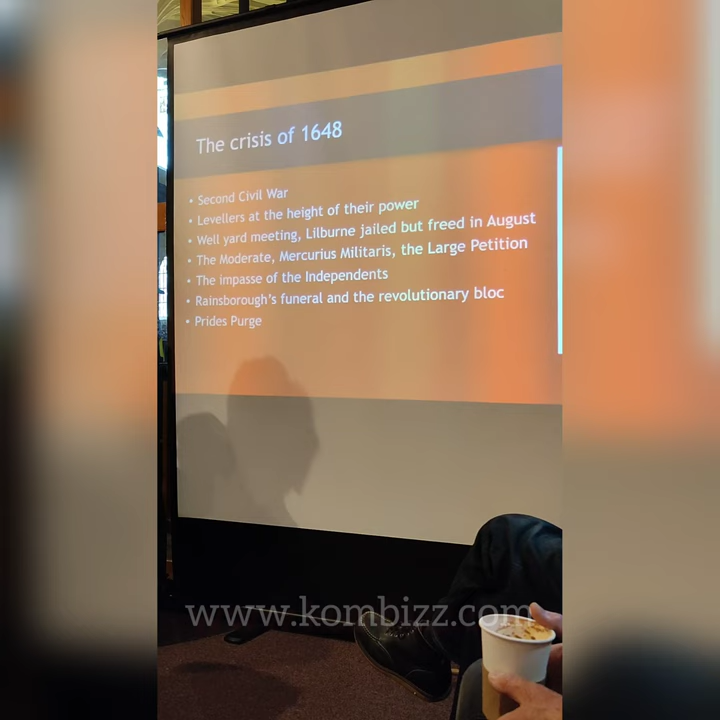 The crisis of 1648
• Second Civil War
• Levellers at the height of their power
• Well yard meeting, Lilburne jailed but freed in August
• The Moderate, Mercurius Militaris, the Large Petition
• The impasse of the Independents
• Rainsborough's funeral and the revolutionary bloc
• Prides Purge
www.kombizz.com